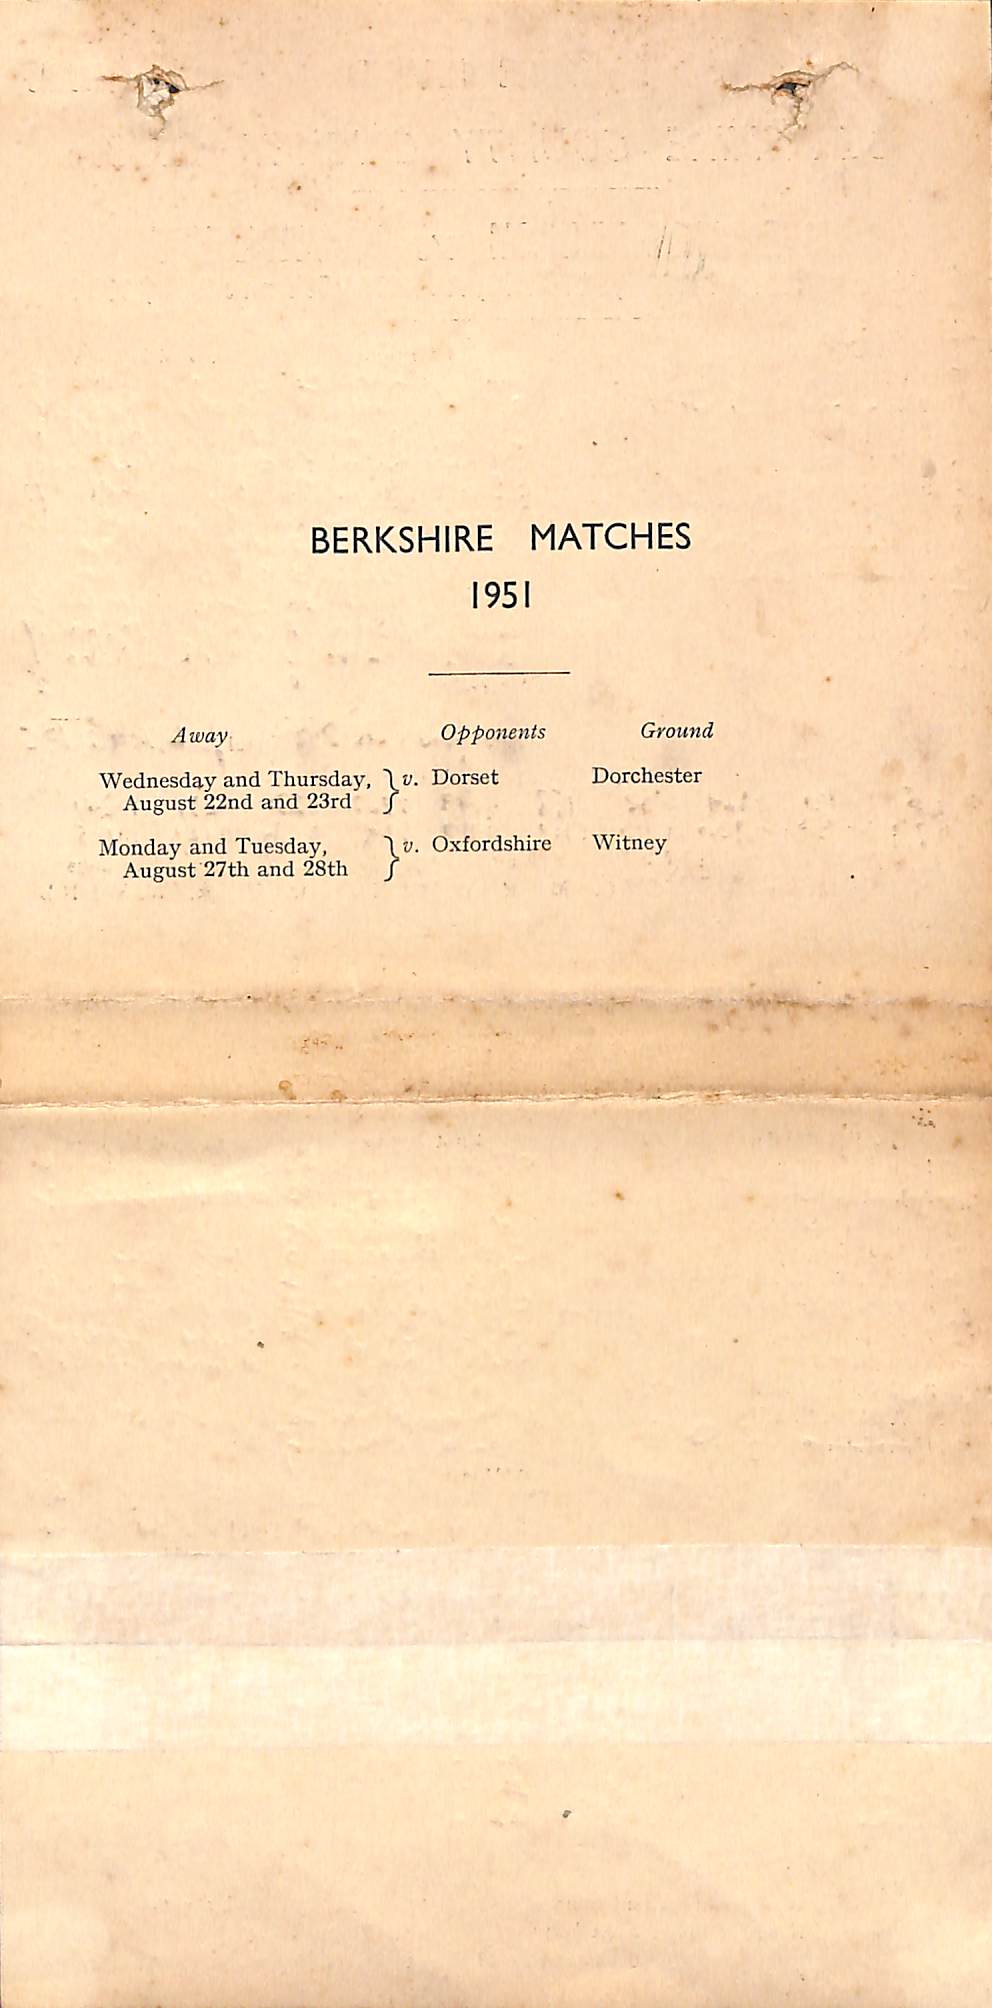 BERKSHIRE MATCHES
1951
Away Opponents Ground
Wednesday and Thursday, } v. Dorset Dorchester
August 22nd and 23rd
Monday and Tuesday, } v. Oxfordshire Witney
August 27th and 28th